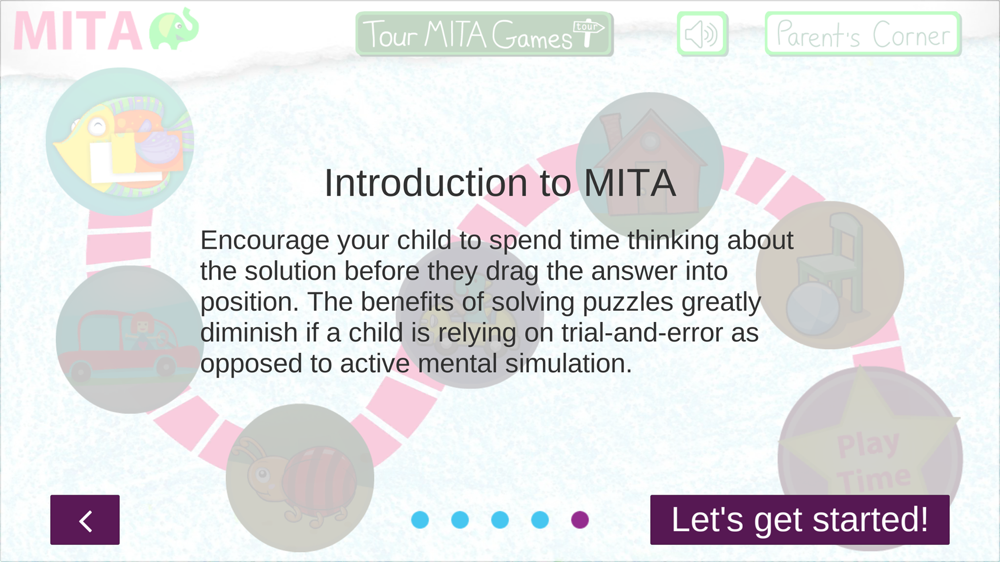 MITA
Tour MITA Games
tour
Parent's Corner
Introduction to MITA
Encourage your child to spend time thinking about
the solution before they drag the answer into
position. The benefits of solving puzzles greatly
diminish if a child is relying on trial-and-error as
opposed to active mental simulation.
Play
Time
Let's get started!